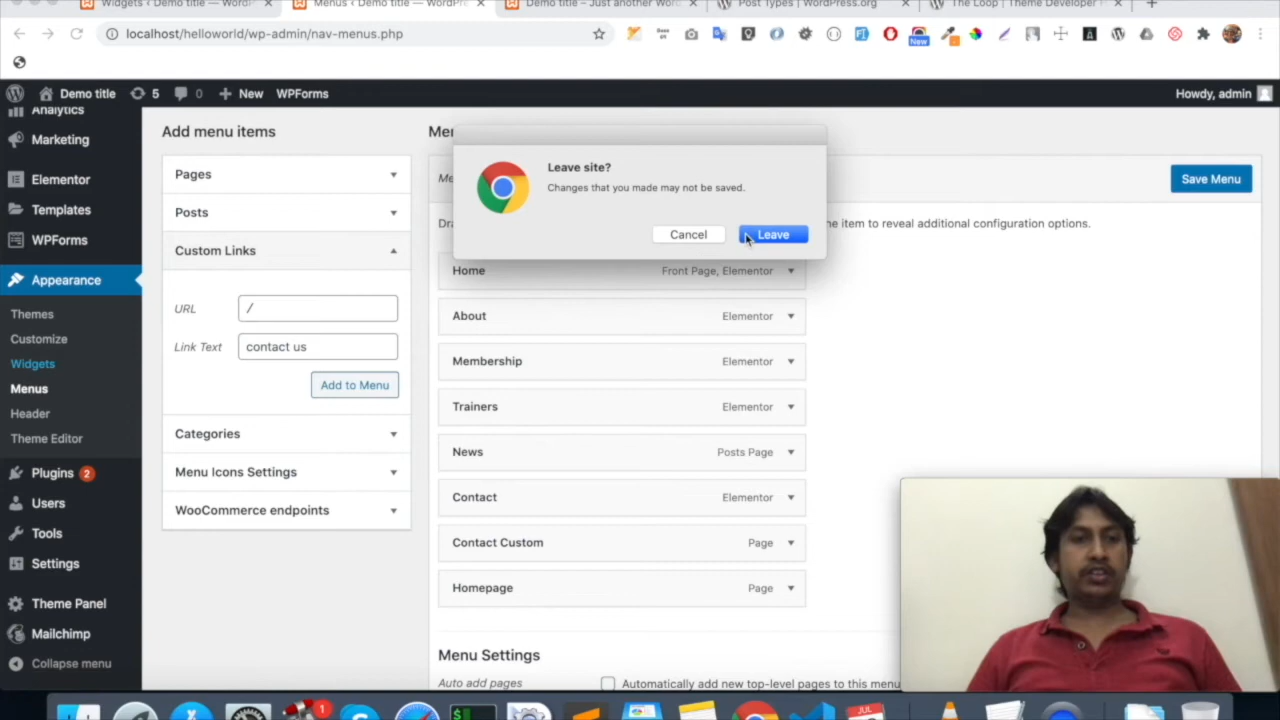 Widgets ‹ Demo title — WordPr
Menus ‹ Demo title — WordPre
Demo title – Just another Word
Post Types | WordPress.org
The Loop | Theme Developer H
localhost/helloworld/wp-admin/nav-menus.php
New
Demo title
5
0
New
WPForms
Howdy, admin
Analytics
Marketing
Elementor
Templates
WPForms
Appearance
Themes
Customize
Widgets
Menus
Header
Theme Editor
Plugins 2
Users
Tools
Settings
Theme Panel
Mailchimp
Collapse menu
Add menu items
Pages
Posts
Custom Links
URL /
Link Text contact us
Add to Menu
Categories
Menu Icons Settings
WooCommerce endpoints
Leave site?
Changes that you made may not be saved.
Cancel
Leave
Save Menu
he item to reveal additional configuration options.
Home Front Page, Elementor
About Elementor
Membership Elementor
Trainers Elementor
News Posts Page
Contact Elementor
Contact Custom Page
Homepage Page
Menu Settings
Auto add pages
Automatically add new top-level pages to this menu
1
JUL